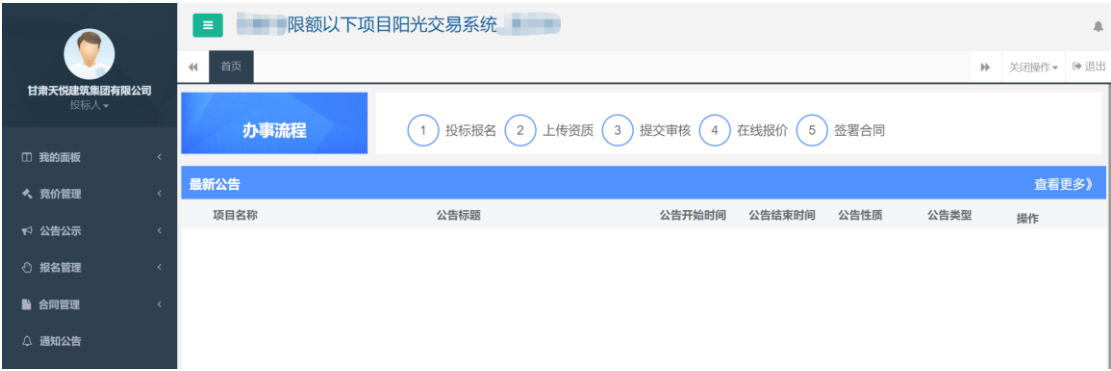 限额以下项目阳光交易系统
首页
关闭操作
退出
甘肃天悦建筑集团有限公司
投标人
我的面板
竞价管理
公告公示
报名管理
合同管理
通知公告
办事流程
1 投标报名 2 上传资质 3 提交审核 4 在线报价 5 签署合同
最新公告 查看更多》
项目名称 公告标题 公告开始时间 公告结束时间 公告性质 公告类型 操作